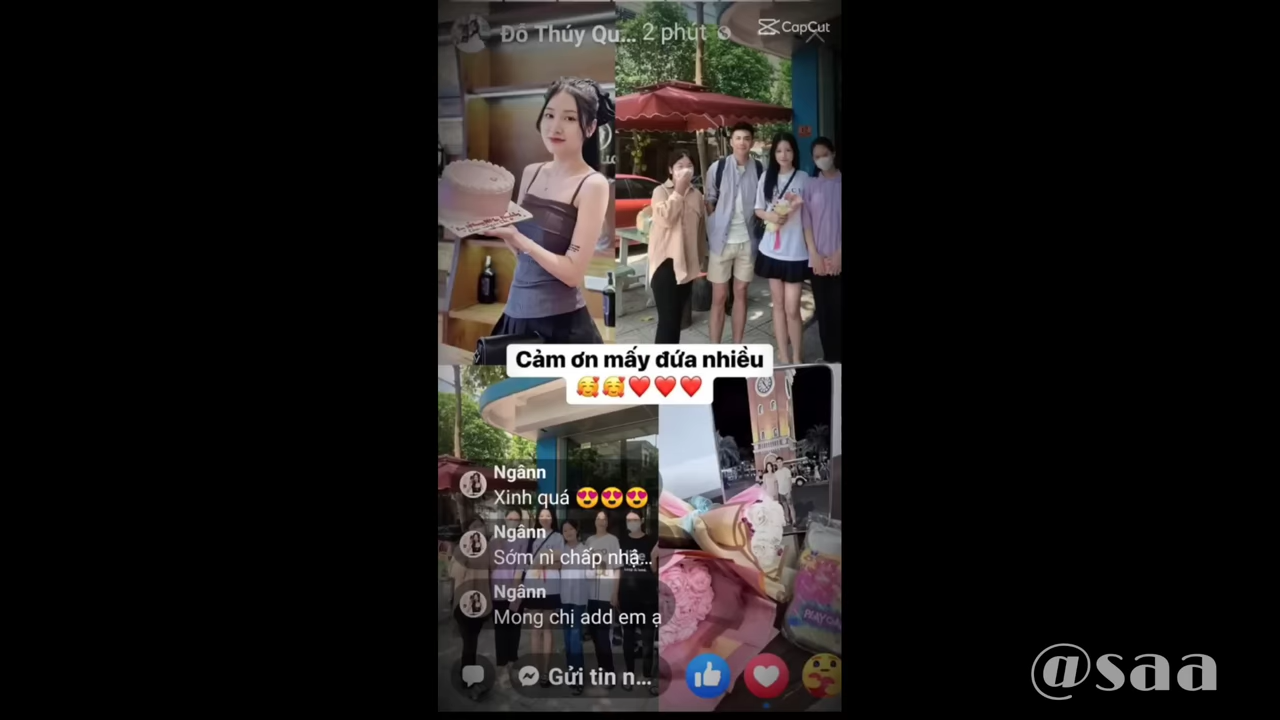 Đỗ Thúy Qu... 2 phút
CapCut
Cảm ơn mấy đứa nhiều
🥰🥰❤️❤️❤️
Ngânn
Xinh quá 😍😍😍
Ngânn
Sớm nì chấp nhậ...
Ngânn
Mong chị add em ạ
Gửi tin n...
@saa